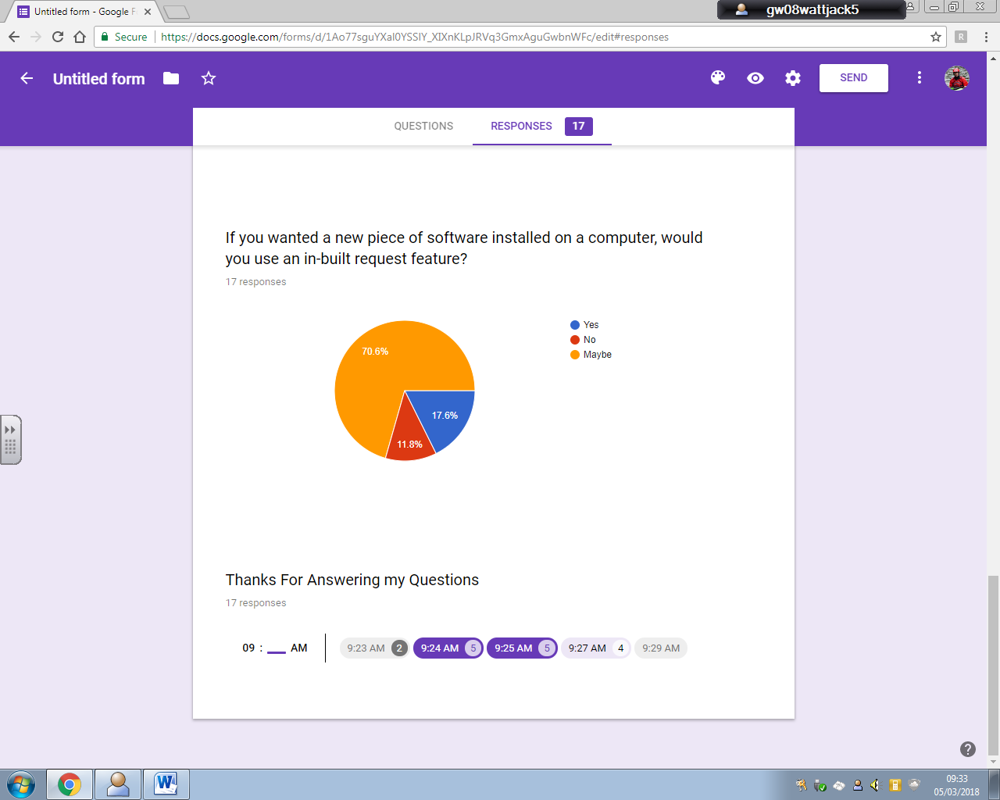 Untitled form - Google F
gw08wattjack5
Secure
https://docs.google.com/forms/d/1Ao77sguYXal0YSSlY_XIXnKLpJRVq3GmxAguGwbnWFc/edit#responses
R
Untitled form
SEND
QUESTIONS
RESPONSES 17
If you wanted a new piece of software installed on a computer, would
you use an in-built request feature?
17 responses
Yes
No
Maybe
70.6%
17.6%
11.8%
Thanks For Answering my Questions
17 responses
09 : __ AM
9:23 AM 2
9:24 AM 5
9:25 AM 5
9:27 AM 4
9:29 AM
?
W
09:33
05/03/2018